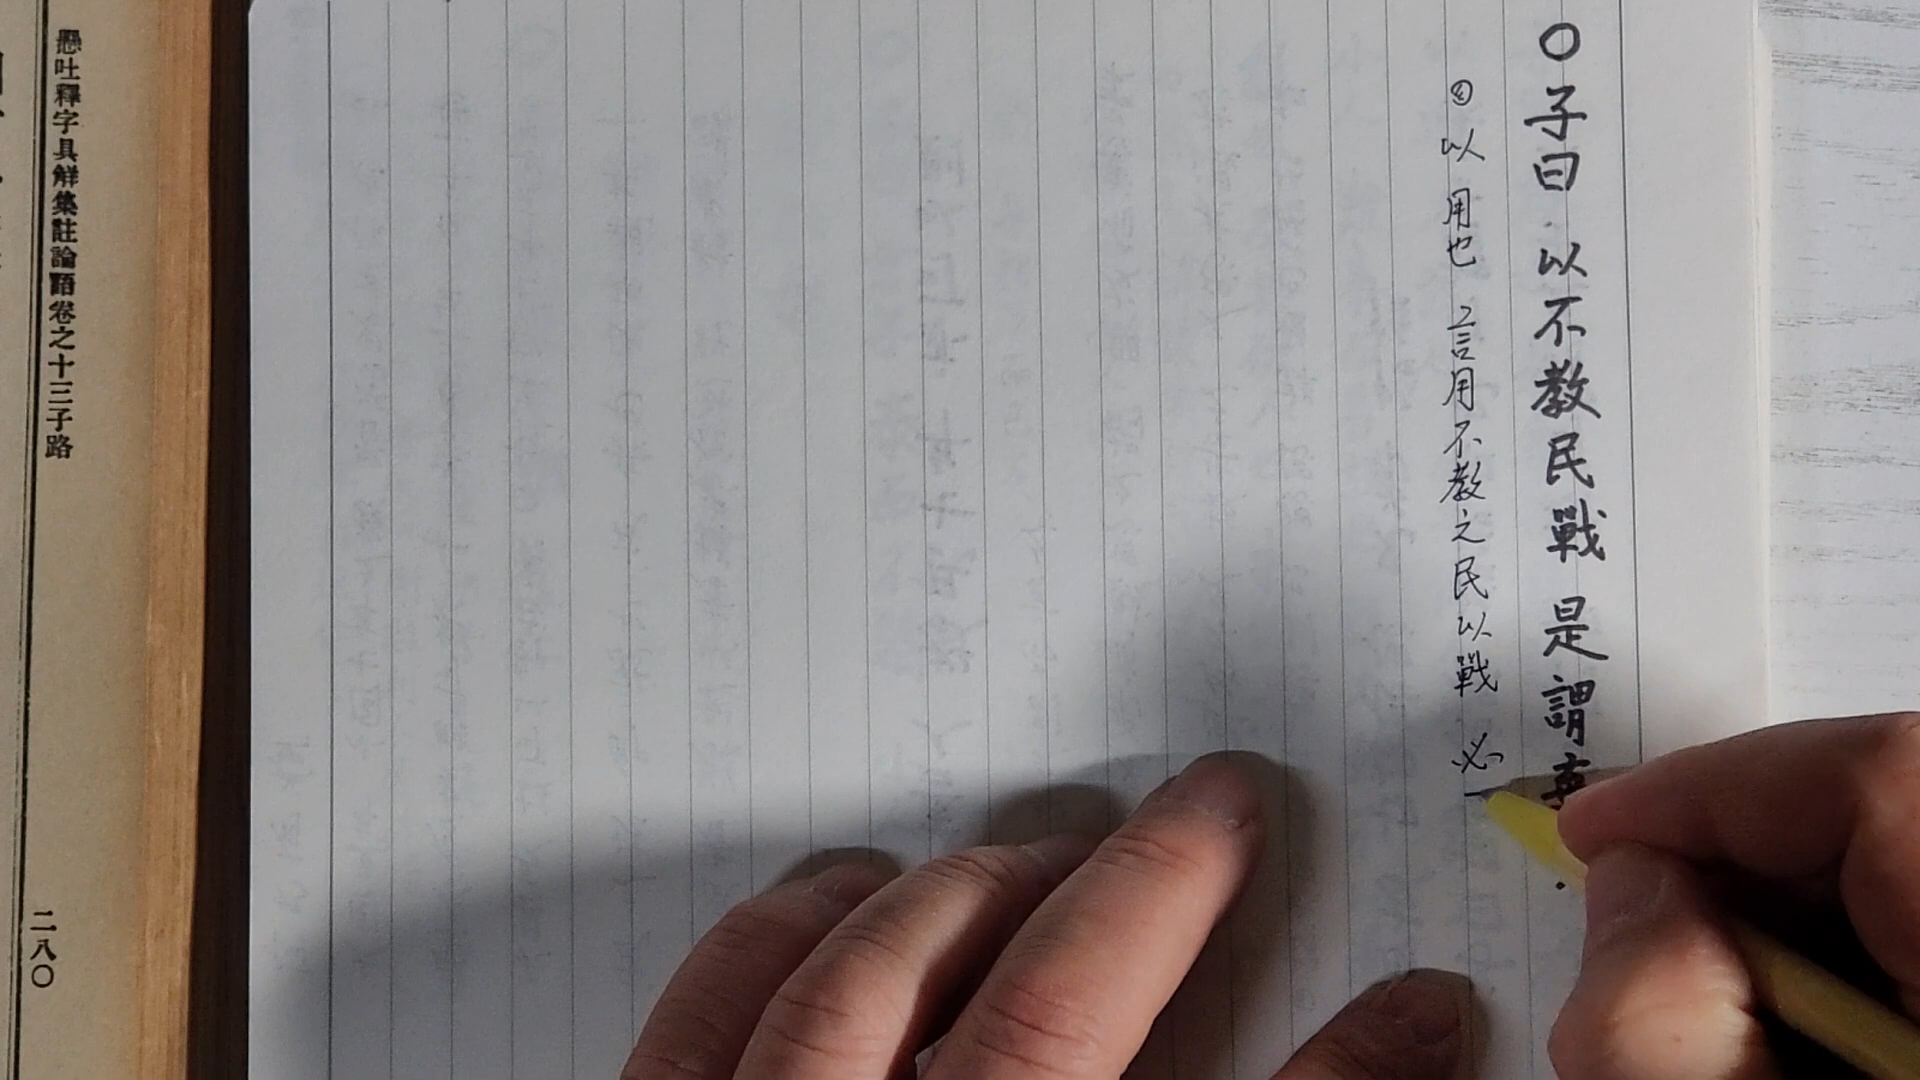 〇子曰 以不教民戰 是謂
以 用也 言用不教之民以戰 必
懸吐釋字具解集註論語卷之十三子路
二八〇